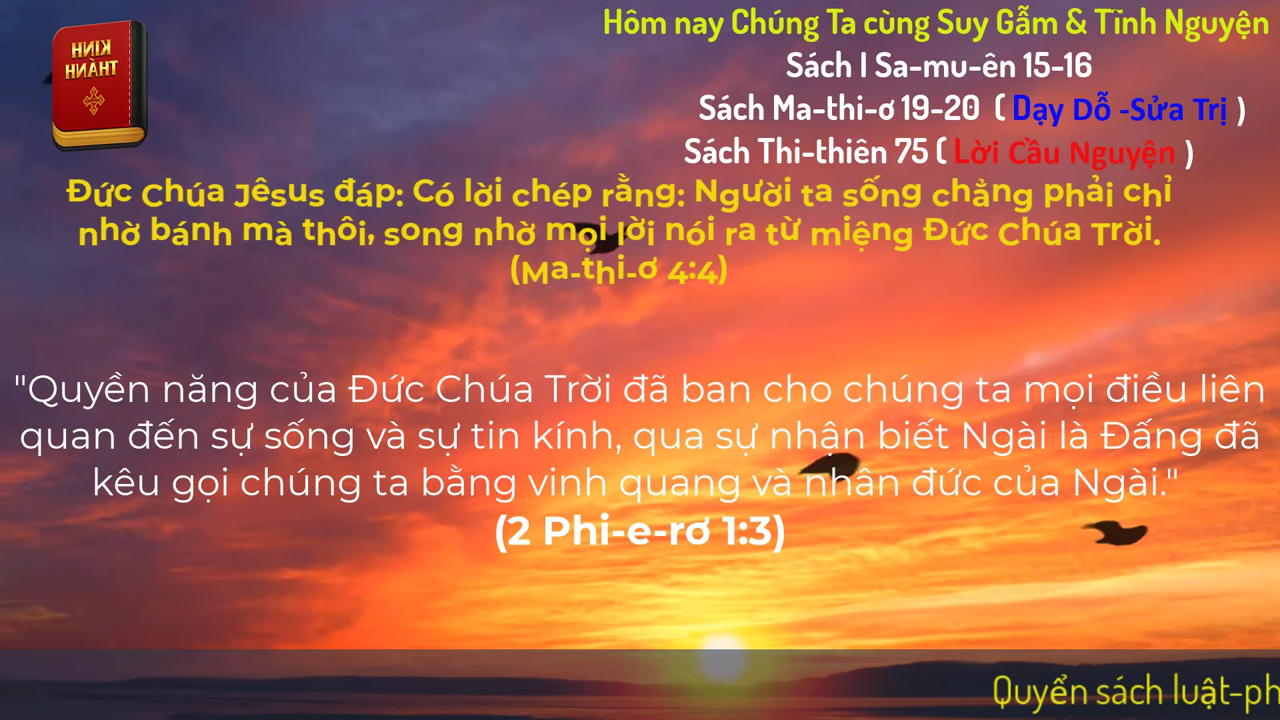 KINH
THÀNH
Hôm nay Chúng Ta cùng Suy Gẫm & Tĩnh Nguyện
Sách I Sa-mu-ên 15-16
Sách Ma-thi-ơ 19-20 ( Dạy Dỗ -Sửa Trị )
Sách Thi-thiên 75 ( Lời Cầu Nguyện )
Đức Chúa Jêsus đáp: Có lời chép rằng: Người ta sống chẳng phải chỉ
nhờ bánh mà thôi, song nhờ mọi lời nói ra từ miệng Đức Chúa Trời.
(Ma-thi-ơ 4:4)
"Quyền năng của Đức Chúa Trời đã ban cho chúng ta mọi điều liên
quan đến sự sống và sự tin kính, qua sự nhận biết Ngài là Đấng đã
kêu gọi chúng ta bằng vinh quang và nhân đức của Ngài."
(2 Phi-e-rơ 1:3)
Quyển sách luật-ph